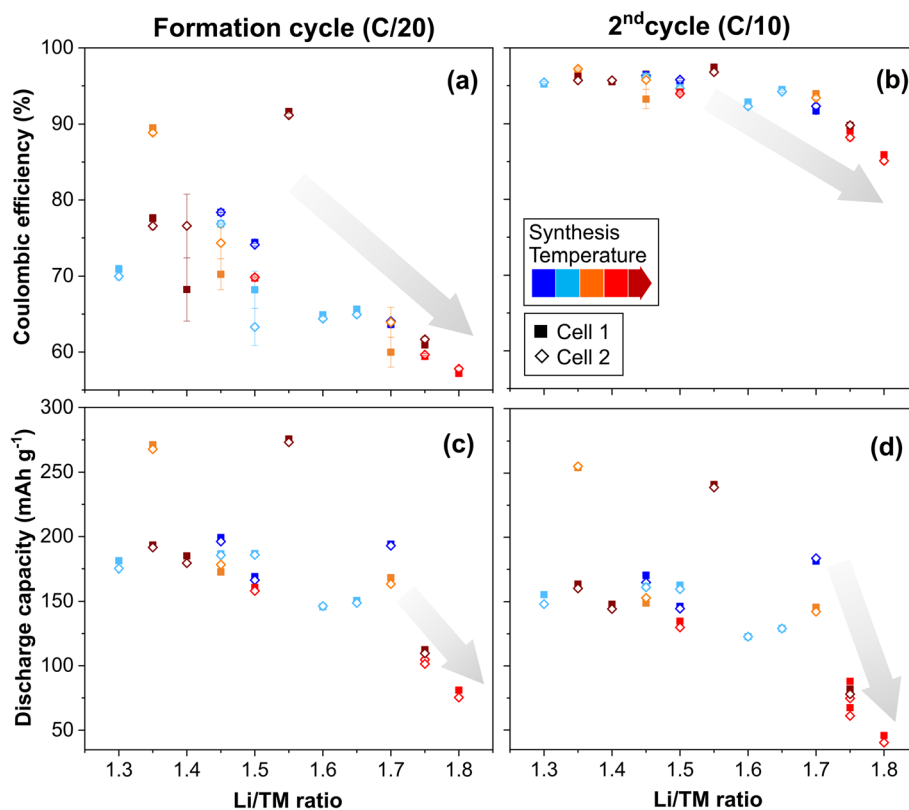 Formation cycle (C/20)
2nd cycle (C/10)
Coulombic efficiency (%)
100
90
80
70
60
(a)
(b)
Synthesis
Temperature
Cell 1
Cell 2
Discharge capacity (mAh g-1)
300
250
200
150
100
50
(c)
(d)
1.3 1.4 1.5 1.6 1.7 1.8
1.3 1.4 1.5 1.6 1.7 1.8
Li/TM ratio
Li/TM ratio